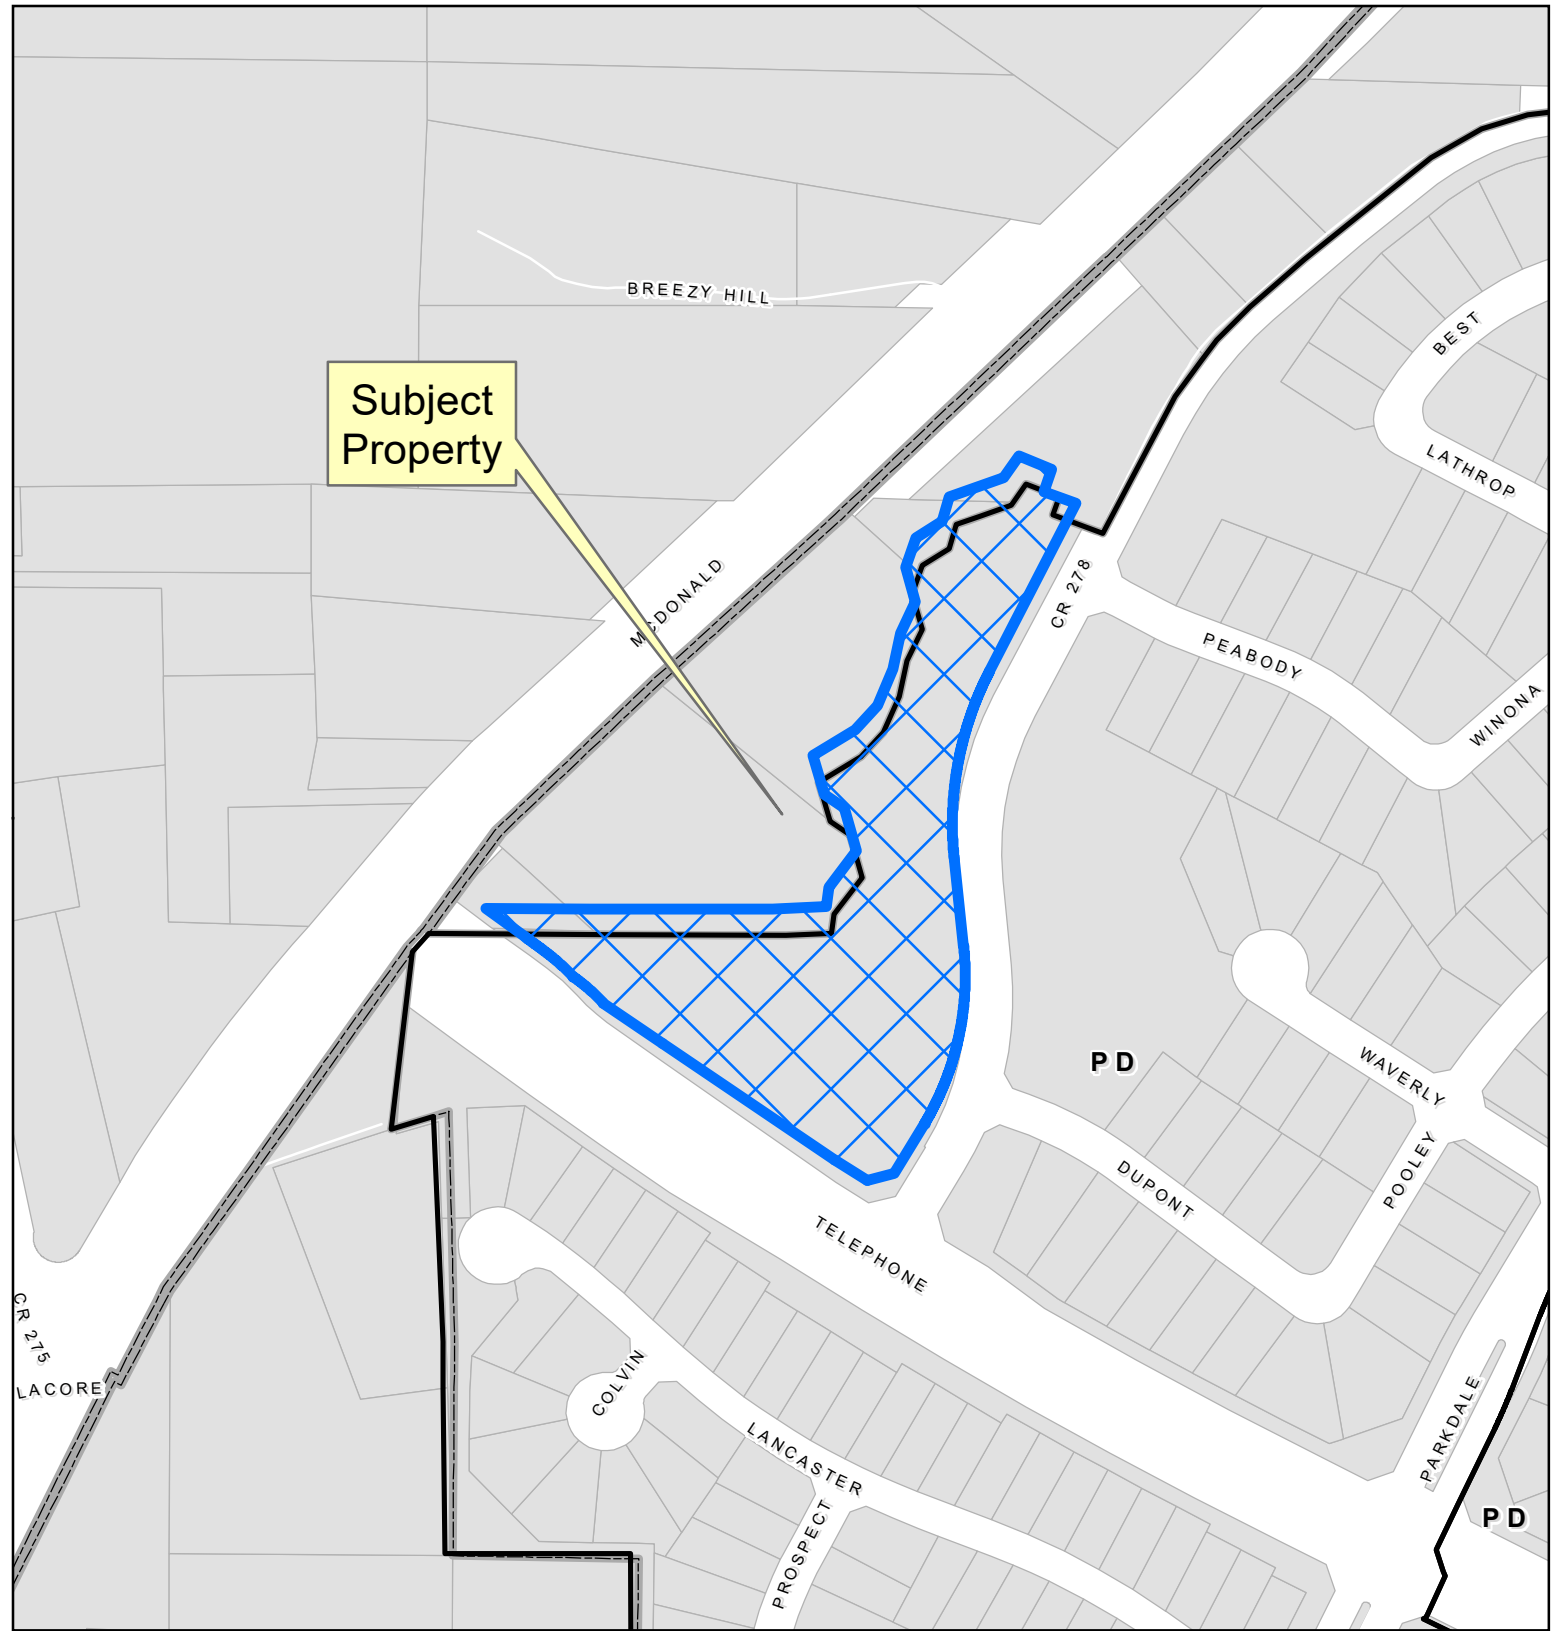 BREEZY HILL
BEST
Subject
Property
LATHROP
MCDONALD
CR 278
PEABODY
WINONA
PD
WAVERLY
DUPONT
POOLEY
TELEPHONE
CR 275
LACORE
COLVIN
PARKDALE
LANCASTER
PROSPECT
PD